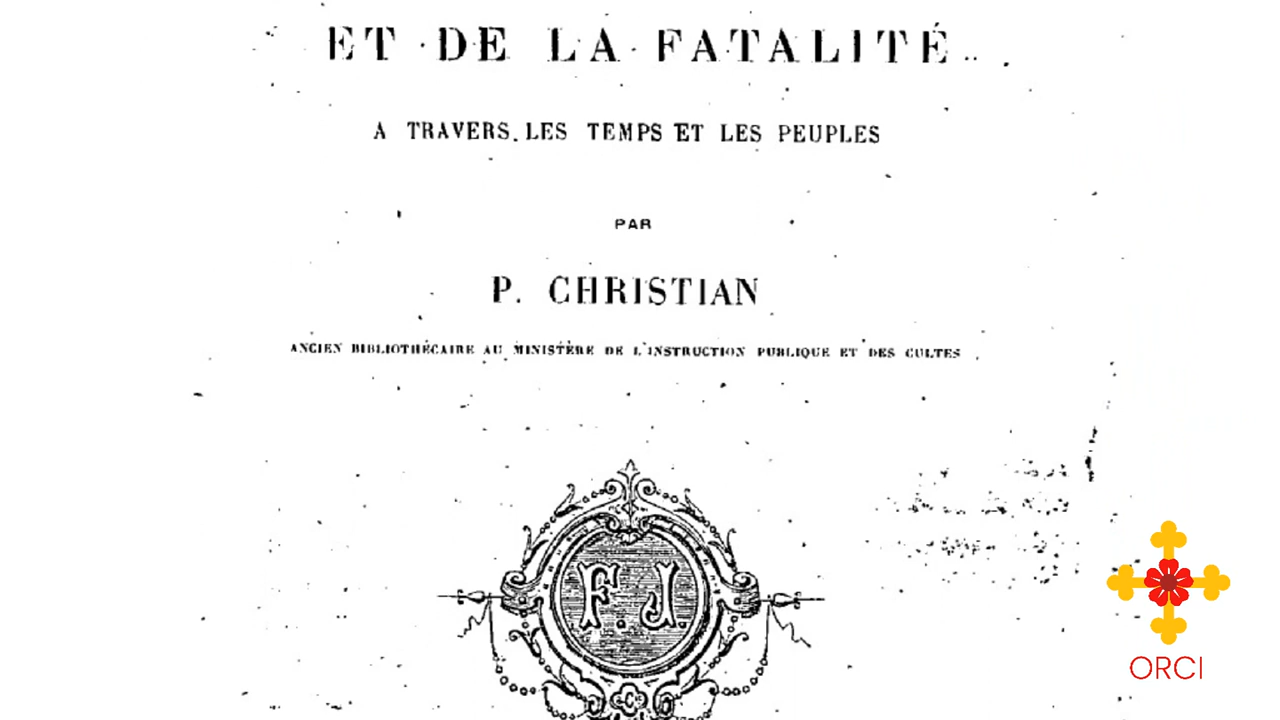 ET DE LA FATALITÉ
A TRAVERS LES TEMPS ET LES PEUPLES
PAR
P. CHRISTIAN
ANCIEN BIBLIOTHÉCAIRE AU MINISTÈRE DE L'INSTRUCTION PUBLIQUE ET DES CULTES
F. J.
C
ORCI